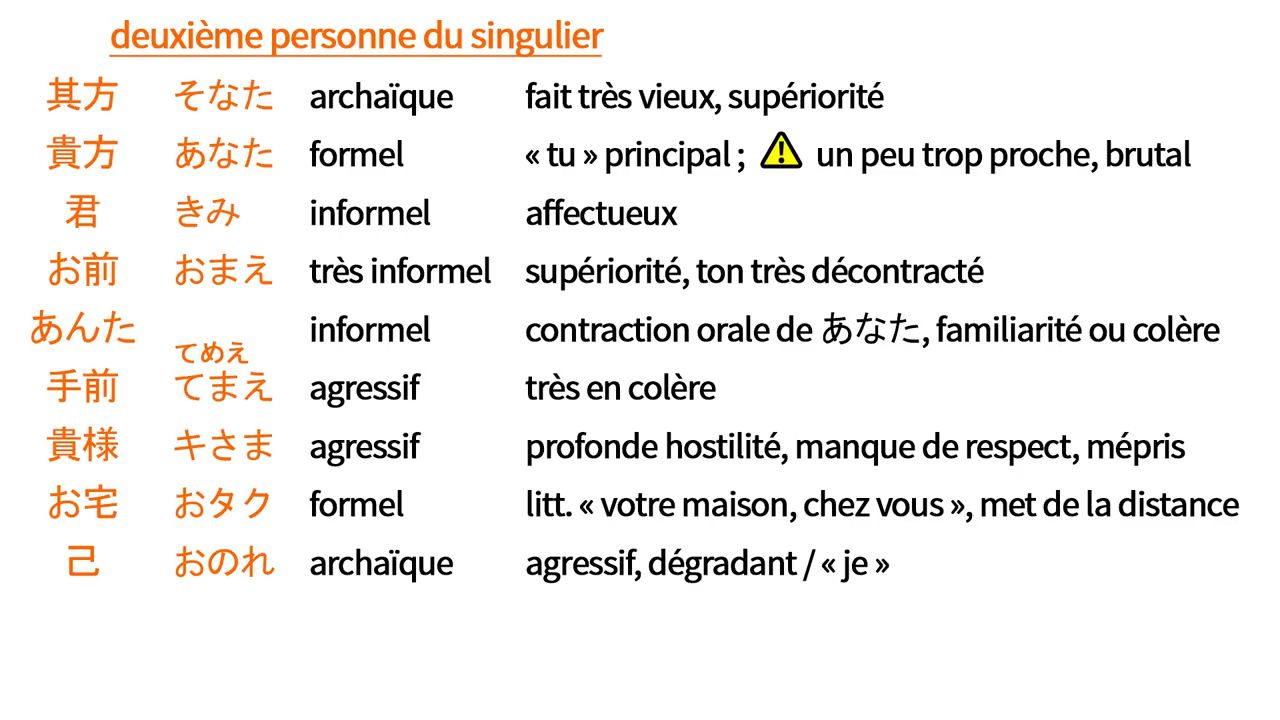 deuxième personne du singulier
其方 そなた archaïque fait très vieux, supériorité
貴方 あなた formel « tu » principal ; un peu trop proche, brutal
君 きみ informel affectueux
お前 おまえ très informel supériorité, ton très décontracté
あんた informel contraction orale de あなた, familiarité ou colère
てめえ
手前 てまえ agressif très en colère
貴様 キさま agressif profonde hostilité, manque de respect, mépris
お宅 おタク formel litt. « votre maison, chez vous », met de la distance
己 おのれ archaïque agressif, dégradant / « je »